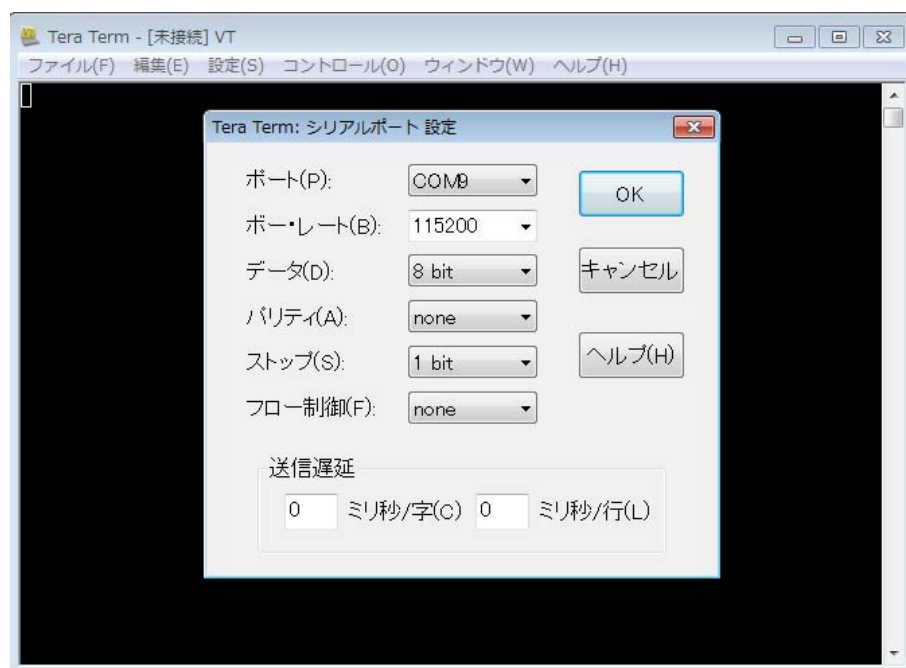 Tera Term - [未接続] VT
ファイル(F) 編集(E) 設定(S) コントロール(O) ウィンドウ(W) ヘルプ(H)
Tera Term: シリアルポート 設定
ポート(P): COM9
OK
ボー・レート(B): 115200
データ(D): 8 bit
キャンセル
パリティ(A): none
ストップ(S): 1 bit
ヘルプ(H)
フロー制御(F): none
送信遅延
0 ミリ秒/字(C) 0 ミリ秒/行(L)